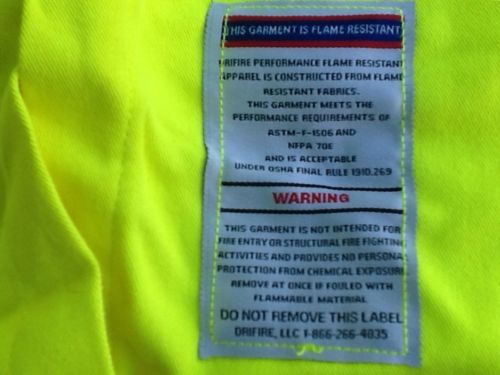 THIS GARMENT IS FLAME RESISTANT
DRIFIRE PERFORMANCE FLAME RESISTANT
APPAREL IS CONSTRUCTED FROM FLAME
RESISTANT FABRICS.
THIS GARMENT MEETS THE
PERFORMANCE REQUIREMENTS OF
ASTM-F-1506 AND
NFPA 70E
AND IS ACCEPTABLE
UNDER OSHA FINAL RULE 1910.269
WARNING
THIS GARMENT IS NOT INTENDED FOR
FIRE ENTRY OR STRUCTURAL FIRE FIGHTING
ACTIVITIES AND PROVIDES NO PERSONAL
PROTECTION FROM CHEMICAL EXPOSURE
REMOVE AT ONCE IF FOULED WITH
FLAMMABLE MATERIAL
DO NOT REMOVE THIS LABEL
DRIFIRE, LLC 1-866-266-4035